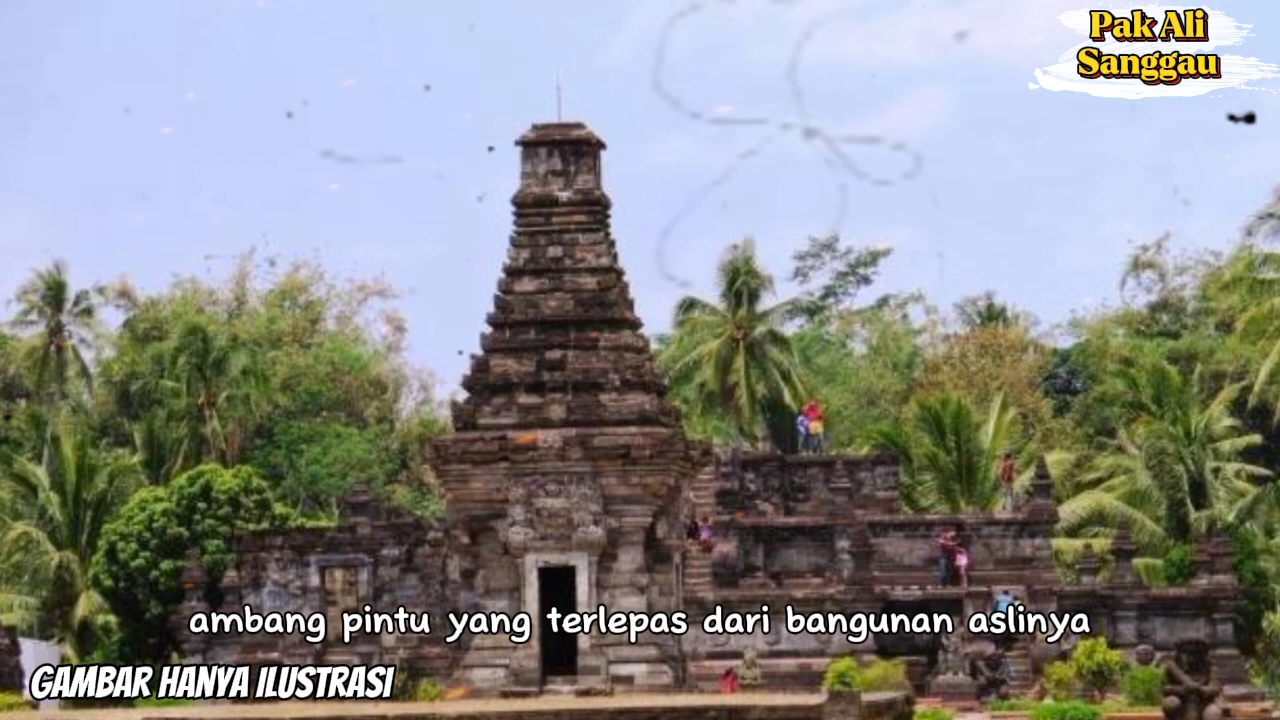 Pak Ali
Sanggau
ambang pintu yang terlepas dari bangunan aslinya
GAMBAR HANYA ILUSTRASI